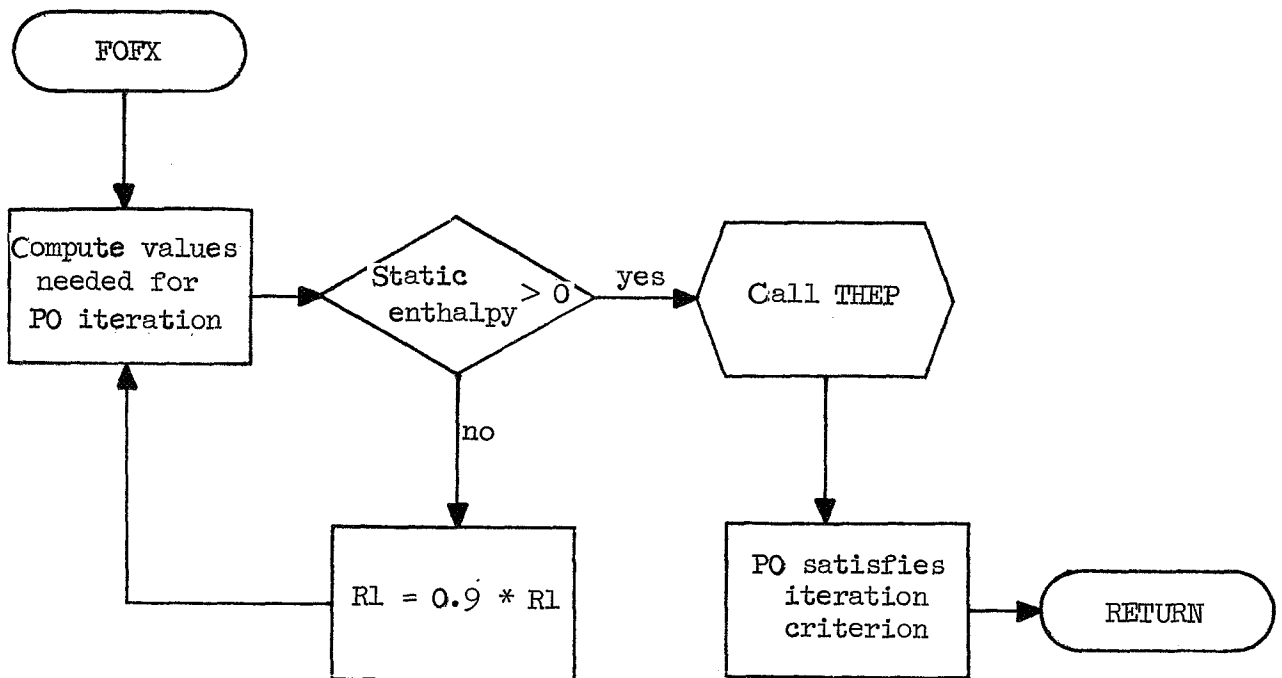 FOFX
Compute values
needed for
PO iteration
Static
enthalpy > 0
yes
Call THEP
no
R1 = 0.9 * R1
PO satisfies
iteration
criterion
RETURN